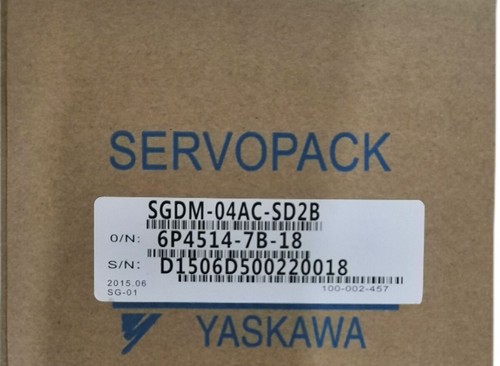 SERVOPACK
SGDM-04AC-SD2B
O/N: 6P4514-7B-18
S/N: D1506D500220018
2015.06
SG-01 100-002-457
YASKAWA